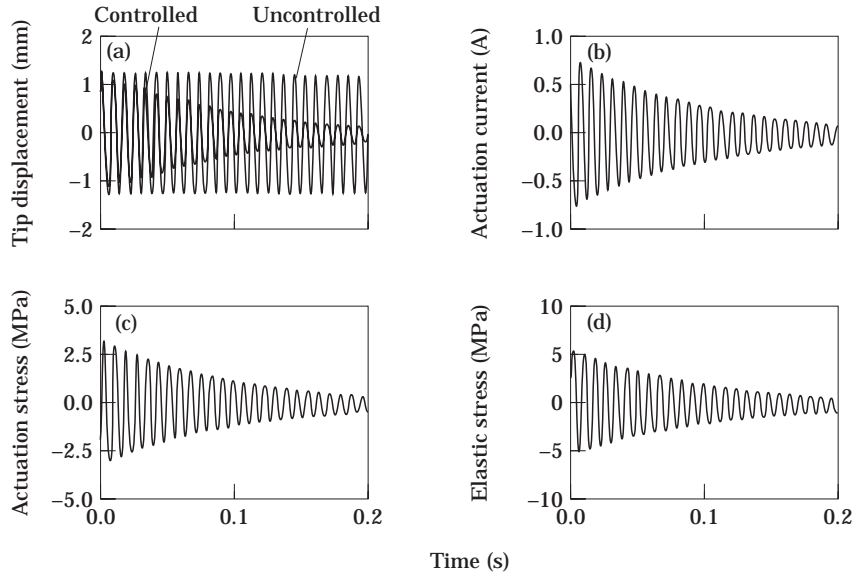 Controlled
Uncontrolled
(a)
Tip displacement (mm)
2
1
0
–1
–2
(b)
Actuation current (A)
1.0
0.5
0.0
–0.5
–1.0
(c)
Actuation stress (MPa)
5.0
2.5
0.0
–2.5
–5.0
0.0
0.1
0.2
(d)
Elastic stress (MPa)
10
5
0
–5
–10
0.0
0.1
0.2
Time (s)